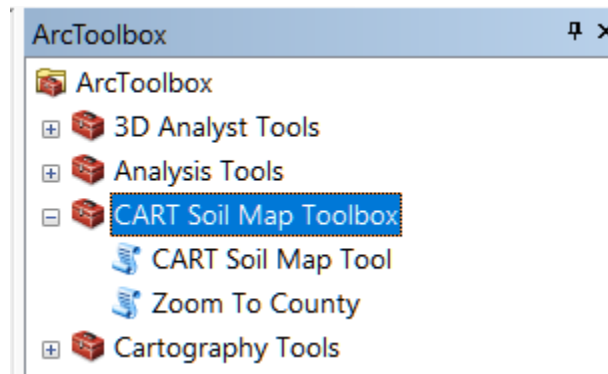 ArcToolbox
ArcToolbox
3D Analyst Tools
Analysis Tools
CART Soil Map Toolbox
CART Soil Map Tool
Zoom To County
Cartography Tools